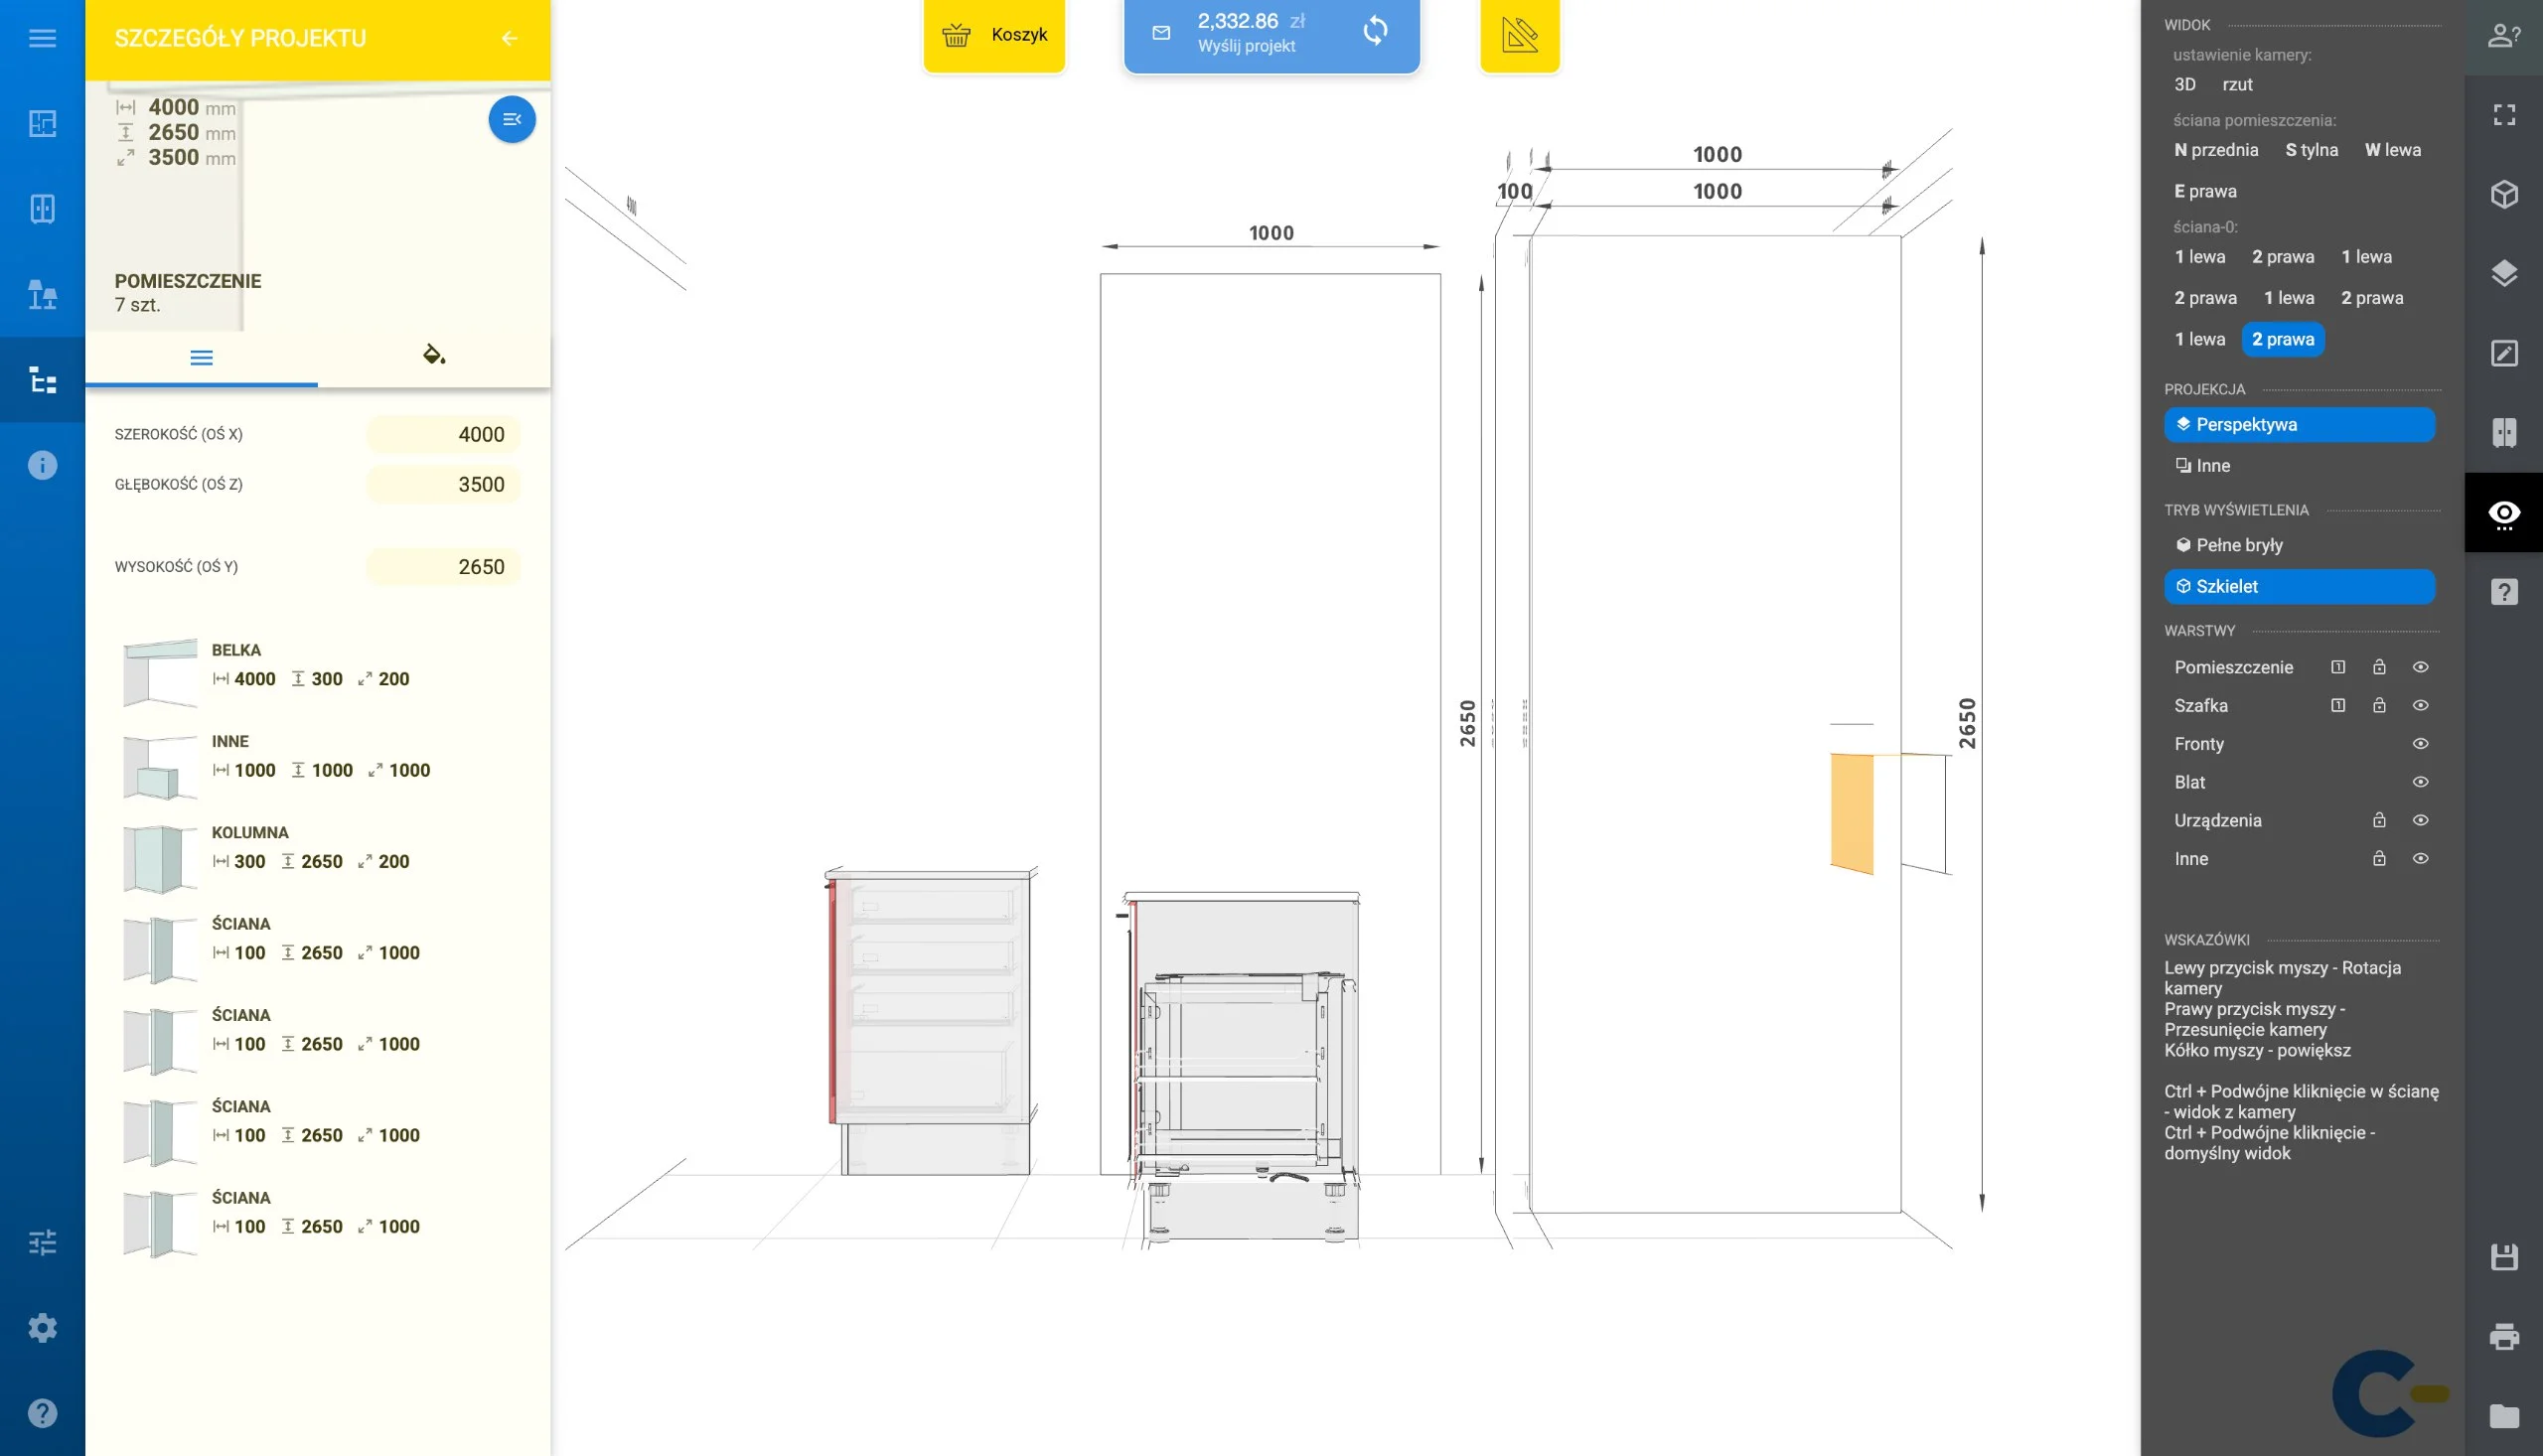 SZCZEGÓŁY PROJEKTU
4000 mm
2650 mm
3500 mm
POMIESZCZENIE
7 szt.
SZEROKOŚĆ (OŚ X) 4000
GŁĘBOKOŚĆ (OŚ Z) 3500
WYSOKOŚĆ (OŚ Y) 2650
BELKA
4000 300 200
INNE
1000 1000 1000
KOLUMNA
300 2650 200
ŚCIANA
100 2650 1000
ŚCIANA
100 2650 1000
ŚCIANA
100 2650 1000
ŚCIANA
100 2650 1000
Koszyk
2,332.86 zł
Wyślij projekt
1000
100 1000
1000
2650
2650
WIDOK
ustawienie kamery:
3D rzut
ściana pomieszczenia:
N przednia S tylna W lewa
E prawa
ściana-0:
1 lewa 2 prawa 1 lewa
2 prawa 1 lewa 2 prawa
1 lewa 2 prawa
PROJEKCJA
Perspektywa
Inne
TRYB WYŚWIETLENIA
Pełne bryły
Szkielet
WARSTWY
Pomieszczenie 1
Szafka 1
Fronty
Blat
Urządzenia
Inne
WSKAZÓWKI
Lewy przycisk myszy - Rotacja
kamery
Prawy przycisk myszy -
Przesunięcie kamery
Kółko myszy - powiększ
Ctrl + Podwójne kliknięcie w ścianę
- widok z kamery
Ctrl + Podwójne kliknięcie -
domyślny widok